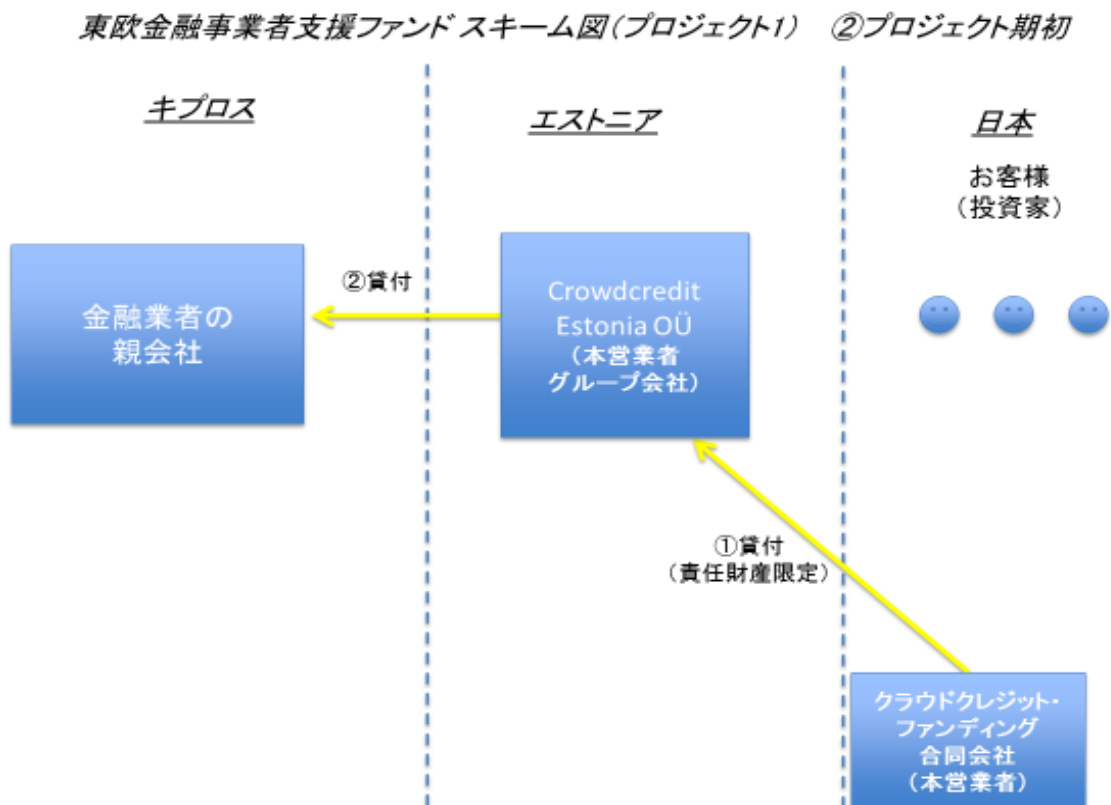 東欧金融事業者支援ファンド スキーム図(プロジェクト1) ②プロジェクト期初
キプロス
エストニア
日本
お客様
(投資家)
金融業者の
親会社
②貸付
Crowdcredit
Estonia OÜ
(本営業者
グループ会社)
①貸付
(責任財産限定)
クラウドクレジット・
ファンディング
合同会社
(本営業者)